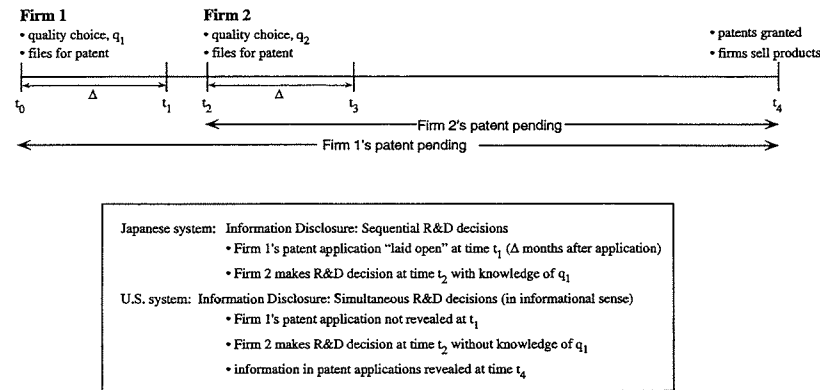 Firm 1
• quality choice, q1
• files for patent
Firm 2
• quality choice, q2
• files for patent
• patents granted
• firms sell products
Δ
Δ
t0
t1
t2
t3
t4
Firm 2's patent pending
Firm 1's patent pending
Japanese system: Information Disclosure: Sequential R&D decisions
• Firm 1's patent application "laid open" at time t1 (Δ months after application)
• Firm 2 makes R&D decision at time t2 with knowledge of q1
U.S. system: Information Disclosure: Simultaneous R&D decisions (in informational sense)
• Firm 1's patent application not revealed at t1
• Firm 2 makes R&D decision at time t2 without knowledge of q1
• information in patent applications revealed at time t4